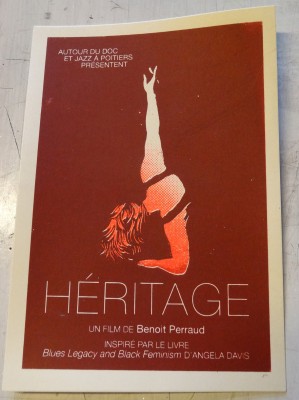 AUTOUR DU DOC
ET JAZZ À POITIERS
PRÉSENTENT
HÉRITAGE
UN FILM DE Benoit Perraud
INSPIRÉ PAR LE LIVRE
Blues Legacy and Black Feminism D'ANGELA DAVIS